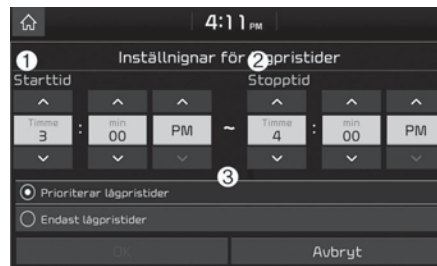 4:11 PM
1 2
Inställnignar för lågpristider
Starttid Stopptid
Timme min Timme min
3 : 00 PM ~ 4 : 00 PM
3
Prioriterar lågpristider
Endast lågpristider
OK Avbryt